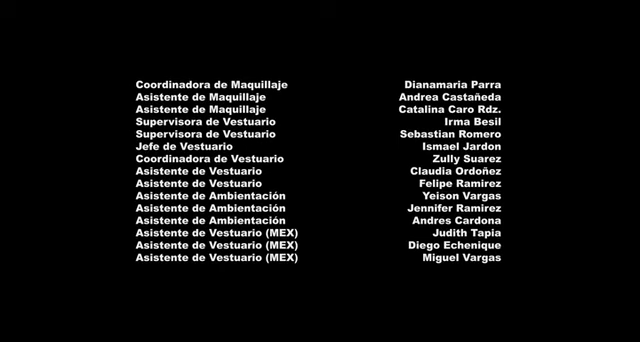 Coordinadora de Maquillaje Dianamaria Parra
Asistente de Maquillaje Andrea Castañeda
Asistente de Maquillaje Catalina Caro Rdz.
Supervisora de Vestuario Irma Besil
Supervisora de Vestuario Sebastian Romero
Jefe de Vestuario Ismael Jardon
Coordinadora de Vestuario Zully Suarez
Asistente de Vestuario Claudia Ordoñez
Asistente de Vestuario Felipe Ramirez
Asistente de Ambientación Yeison Vargas
Asistente de Ambientación Jennifer Ramirez
Asistente de Ambientación Andres Cardona
Asistente de Vestuario (MEX) Judith Tapia
Asistente de Vestuario (MEX) Diego Echenique
Asistente de Vestuario (MEX) Miguel Vargas